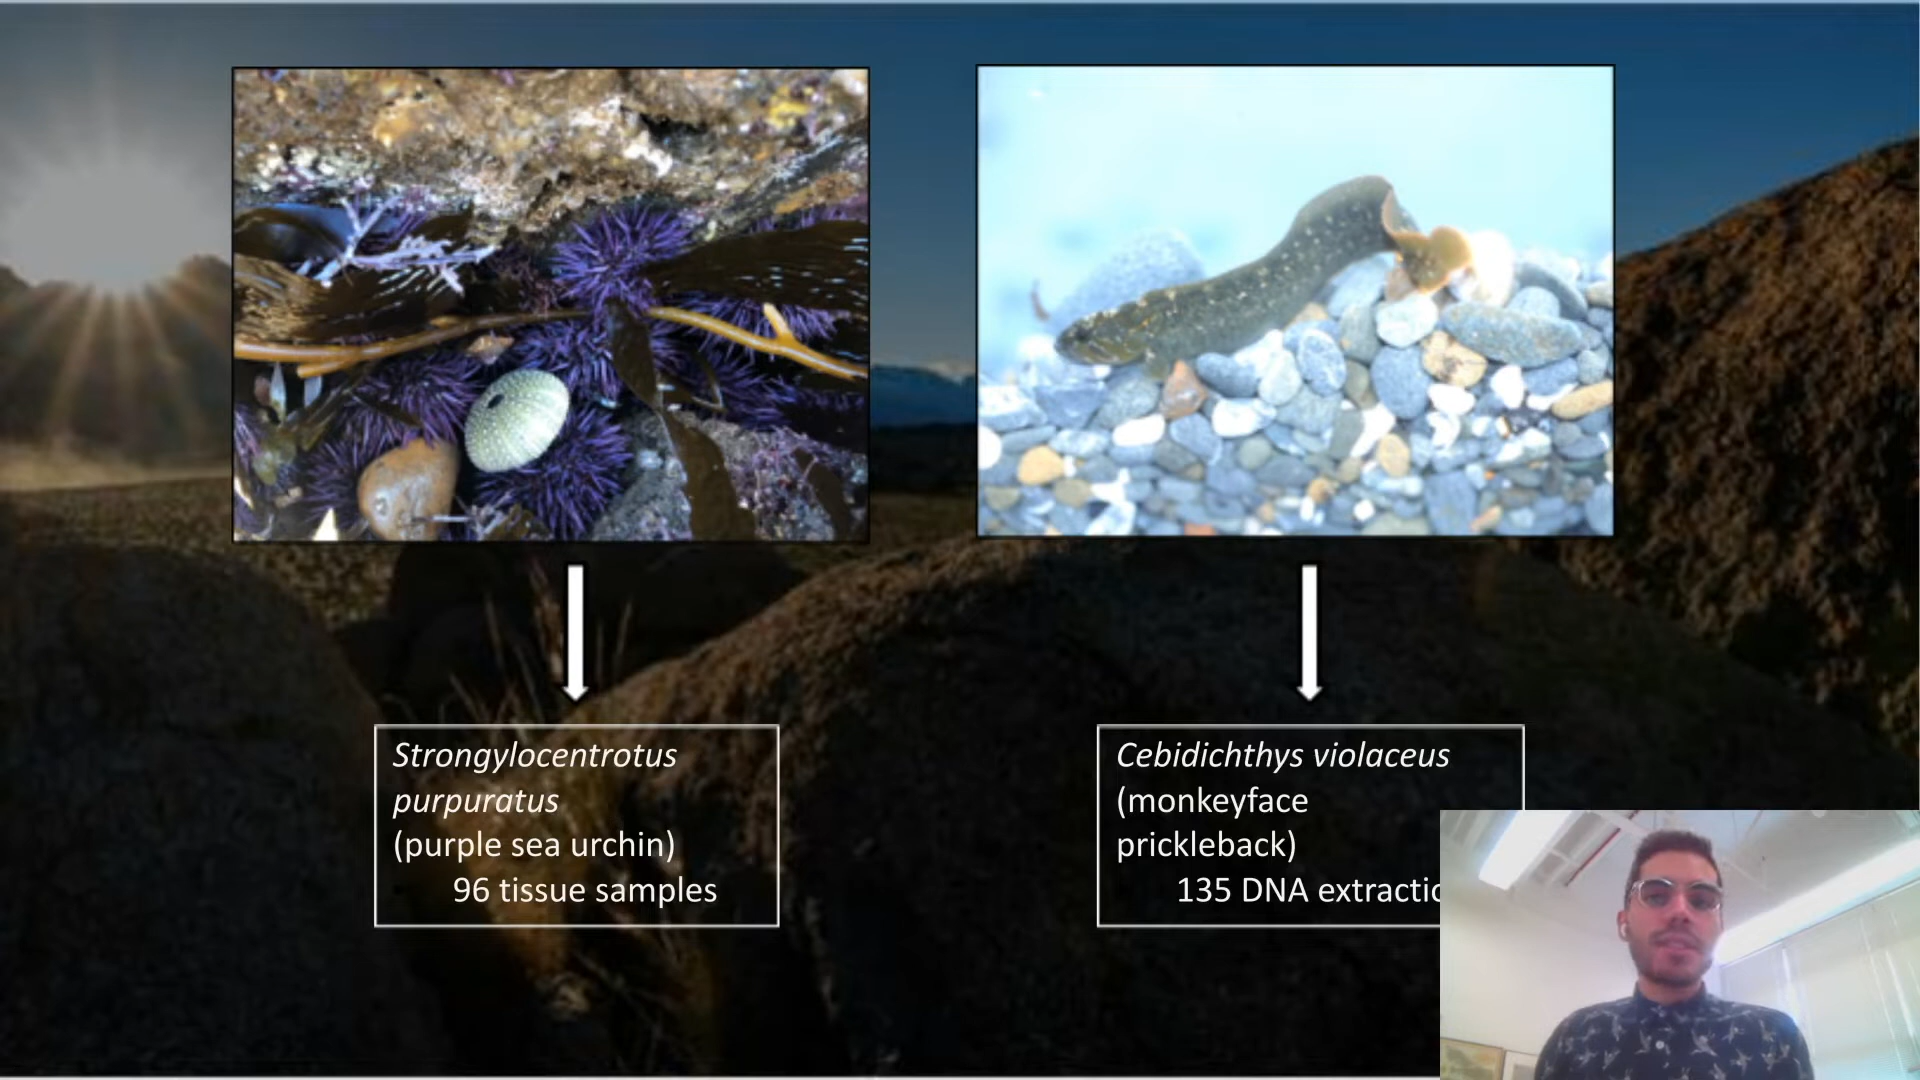 Strongylocentrotus
purpuratus
(purple sea urchin)
96 tissue samples
Cebidichthys violaceus
(monkeyface
prickleback)
135 DNA